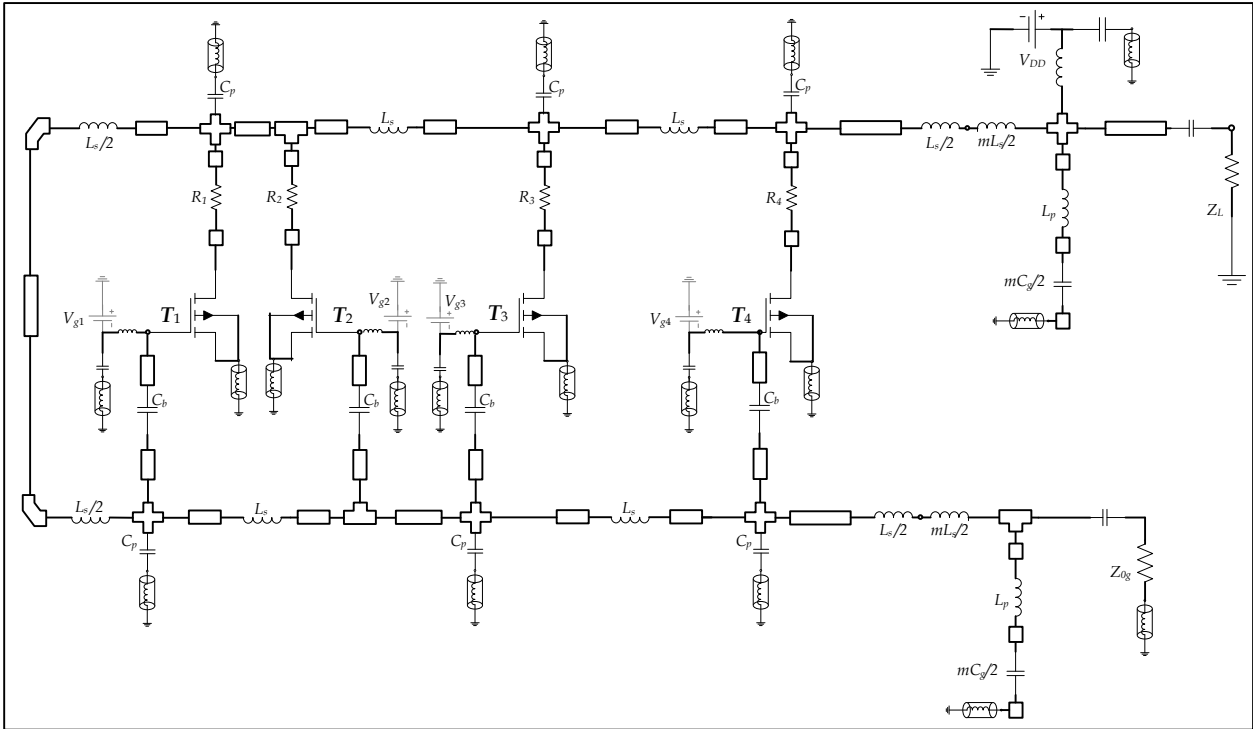 − +
V_DD
C_p
C_p
C_p
L_s/2
L_s
L_s
L_s/2
mL_s/2
R_1
R_2
R_3
R_4
L_p
Z_L
mC_g/2
V_g1
+
T_1
T_2
V_g2
+
V_g3
+
T_3
V_g4
+
T_4
C_b
C_b
C_b
C_b
L_s/2
L_s
L_s
L_s/2
mL_s/2
C_p
C_p
C_p
Z_0g
L_p
mC_g/2